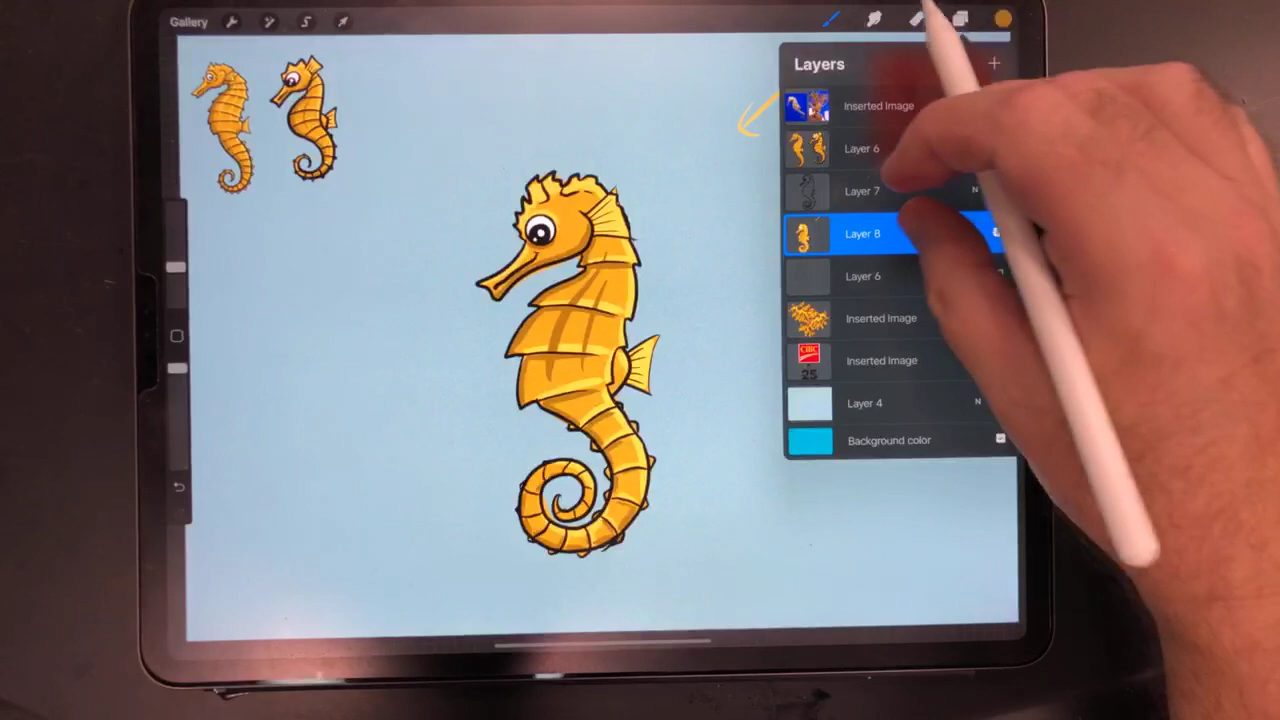 Gallery
Layers
Inserted Image
Layer 6
Layer 7
N
Layer 8
Layer 6
Inserted Image
Inserted Image
CIBC
25
Layer 4
N
Background color